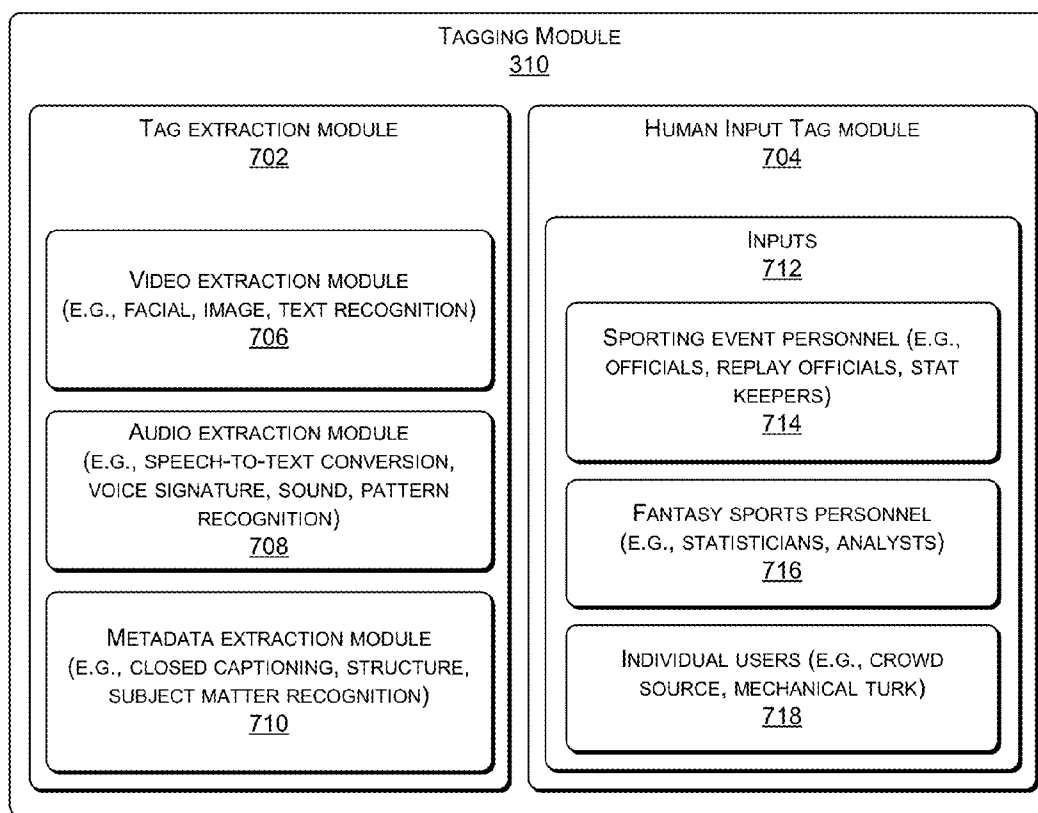 TAGGING MODULE
310
TAG EXTRACTION MODULE
702
VIDEO EXTRACTION MODULE
(E.G., FACIAL, IMAGE, TEXT RECOGNITION)
706
AUDIO EXTRACTION MODULE
(E.G., SPEECH-TO-TEXT CONVERSION,
VOICE SIGNATURE, SOUND, PATTERN
RECOGNITION)
708
METADATA EXTRACTION MODULE
(E.G., CLOSED CAPTIONING, STRUCTURE,
SUBJECT MATTER RECOGNITION)
710
HUMAN INPUT TAG MODULE
704
INPUTS
712
SPORTING EVENT PERSONNEL (E.G.,
OFFICIALS, REPLAY OFFICIALS, STAT
KEEPERS)
714
FANTASY SPORTS PERSONNEL
(E.G., STATISTICIANS, ANALYSTS)
716
INDIVIDUAL USERS (E.G., CROWD
SOURCE, MECHANICAL TURK)
718